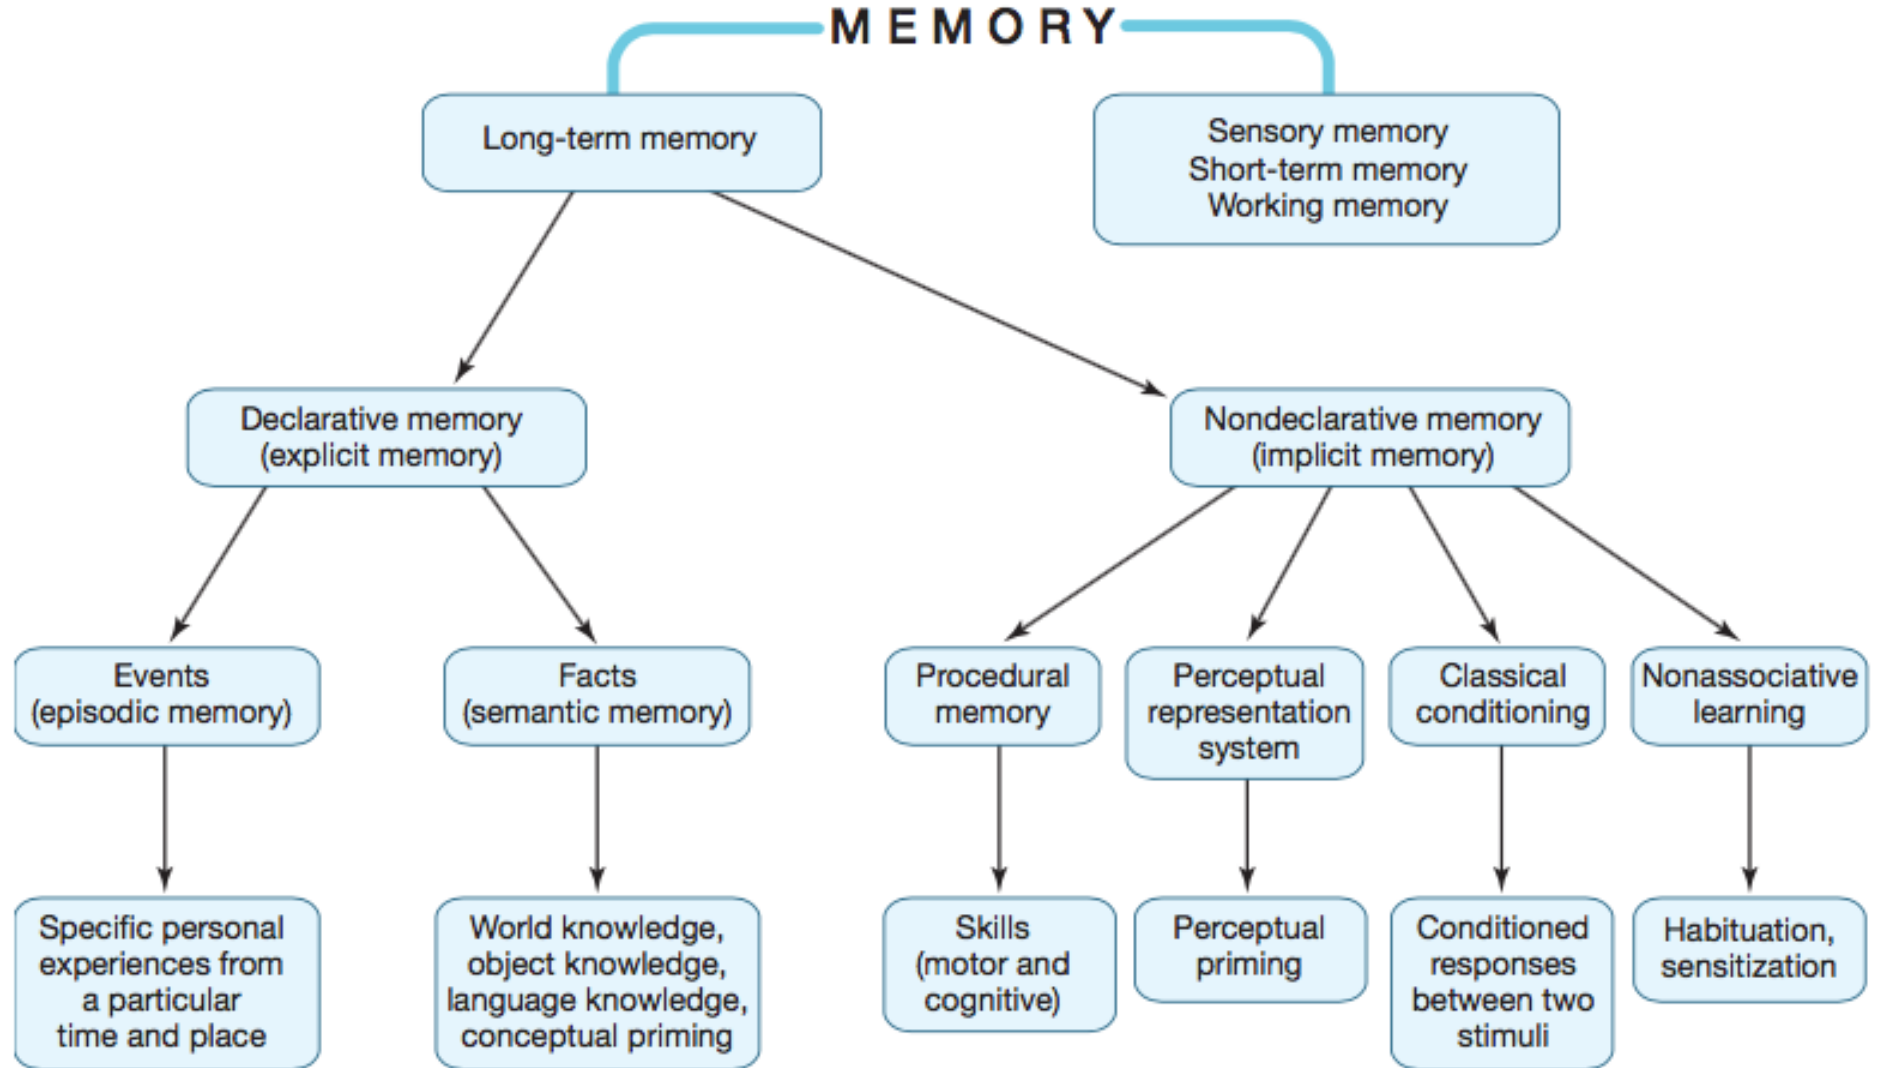 MEMORY
Long-term memory
Sensory memory
Short-term memory
Working memory
Declarative memory
(explicit memory)
Nondeclarative memory
(implicit memory)
Events
(episodic memory)
Facts
(semantic memory)
Procedural
memory
Perceptual
representation
system
Classical
conditioning
Nonassociative
learning
Specific personal
experiences from
a particular
time and place
World knowledge,
object knowledge,
language knowledge,
conceptual priming
Skills
(motor and
cognitive)
Perceptual
priming
Conditioned
responses
between two
stimuli
Habituation,
sensitization